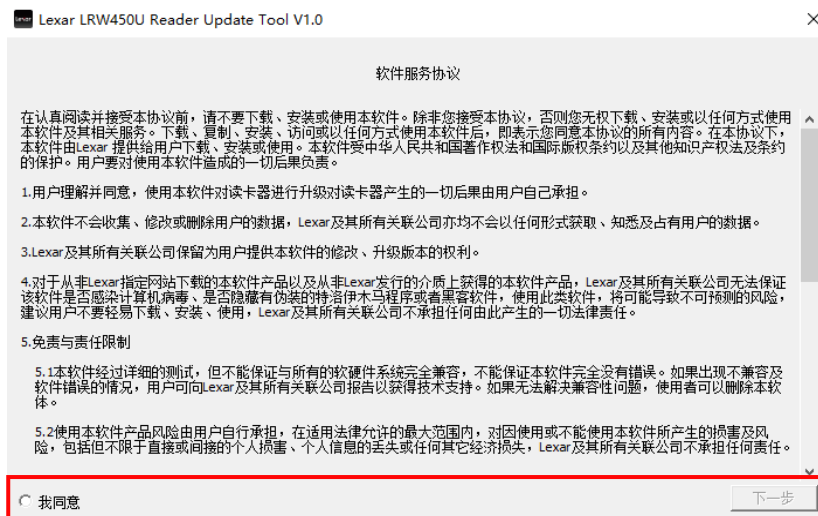 Lexar
Lexar LRW450U Reader Update Tool V1.0
软件服务协议
在认真阅读并接受本协议前，请不要下载、安装或使用本软件。除非您接受本协议，否则您无权下载、安装或以任何方式使用
本软件及其相关服务。下载、复制、安装、访问或以任何方式使用本软件后，即表示您同意本协议的所有内容。在本协议下，
本软件由Lexar 提供给用户下载、安装或使用。本软件受中华人民共和国著作权法和国际版权条约以及其他知识产权法及条约
的保护。用户要对使用本软件造成的一切后果负责。
1.用户理解并同意，使用本软件对读卡器进行升级对读卡器产生的一切后果由用户自己承担。
2.本软件不会收集、修改或删除用户的数据，Lexar及其所有关联公司亦均不会以任何形式获取、知悉及占有用户的数据。
3.Lexar及其所有关联公司保留为用户提供本软件的修改、升级版本的权利。
4.对于从非Lexar指定网站下载的本软件产品以及从非Lexar发行的介质上获得的本软件产品，Lexar及其所有关联公司无法保证
该软件是否感染计算机病毒、是否隐藏有伪装的特洛伊木马程序或者黑客软件，使用此类软件，将可能导致不可预测的风险，
建议用户不要轻易下载、安装、使用，Lexar及其所有关联公司不承担任何由此产生的一切法律责任。
5.免责与责任限制
5.1本软件经过详细的测试，但不能保证与所有的软硬件系统完全兼容，不能保证本软件完全没有错误。如果出现不兼容及
软件错误的情况，用户可向Lexar及其所有关联公司报告以获得技术支持。如果无法解决兼容性问题，使用者可以删除本软
体。
5.2使用本软件产品风险由用户自行承担，在适用法律允许的最大范围内，对因使用或不能使用本软件所产生的损害及风
险，包括但不限于直接或间接的个人损害、个人信息的丢失或任何其它经济损失，Lexar及其所有关联公司不承担任何责任。
我同意
下一步